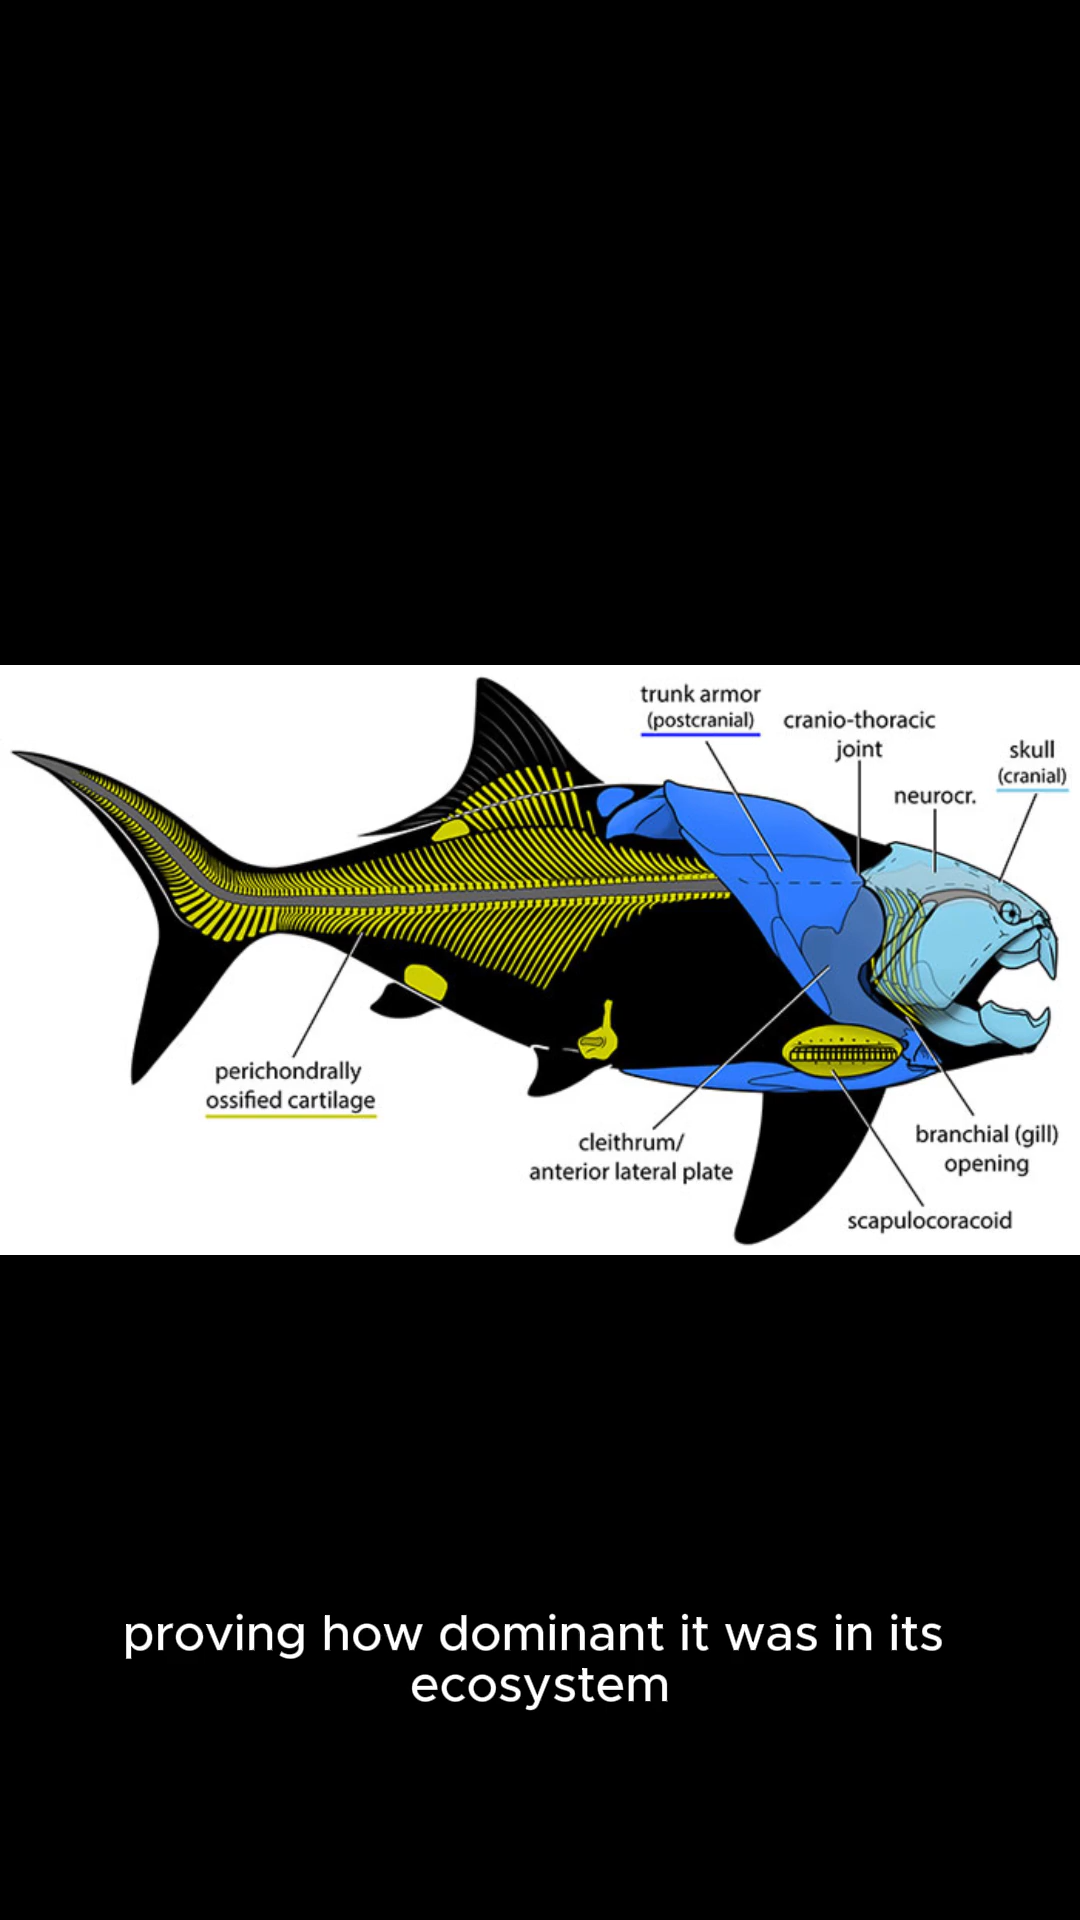 trunk armor
(postcranial)
cranio-thoracic
joint
skull
(cranial)
neurocr.
perichondrally
ossified cartilage
cleithrum/
anterior lateral plate
branchial (gill)
opening
scapulocoracoid
proving how dominant it was in its
ecosystem